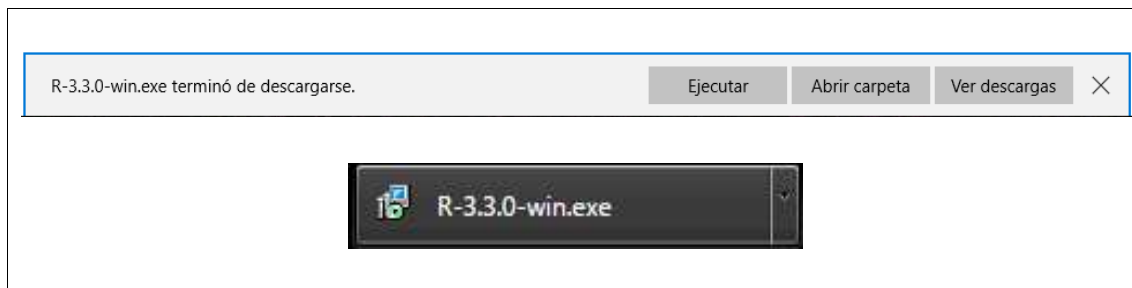 R-3.3.0-win.exe terminó de descargarse. Ejecutar Abrir carpeta Ver descargas
R-3.3.0-win.exe